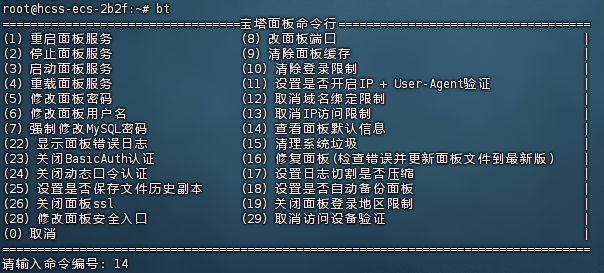 root@hcss-ecs-2b2f:~# bt
===============================宝塔面板命令行==================================
(1) 重启面板服务 (8) 改面板端口 |
(2) 停止面板服务 (9) 清除面板缓存 |
(3) 启动面板服务 (10) 清除登录限制 |
(4) 重载面板服务 (11) 设置是否开启IP + User-Agent验证 |
(5) 修改面板密码 (12) 取消域名绑定限制 |
(6) 修改面板用户名 (13) 取消IP访问限制 |
(7) 强制修改MySQL密码 (14) 查看面板默认信息 |
(22) 显示面板错误日志 (15) 清理系统垃圾 |
(23) 关闭BasicAuth认证 (16) 修复面板(检查错误并更新面板文件到最新版) |
(24) 关闭动态口令认证 (17) 设置日志切割是否压缩 |
(25) 设置是否保存文件历史副本 (18) 设置是否自动备份面板 |
(26) 关闭面板ssl (19) 关闭面板登录地区限制 |
(28) 修改面板安全入口 (29) 取消访问设备验证 |
(0) 取消 |
===============================================================================
请输入命令编号: 14